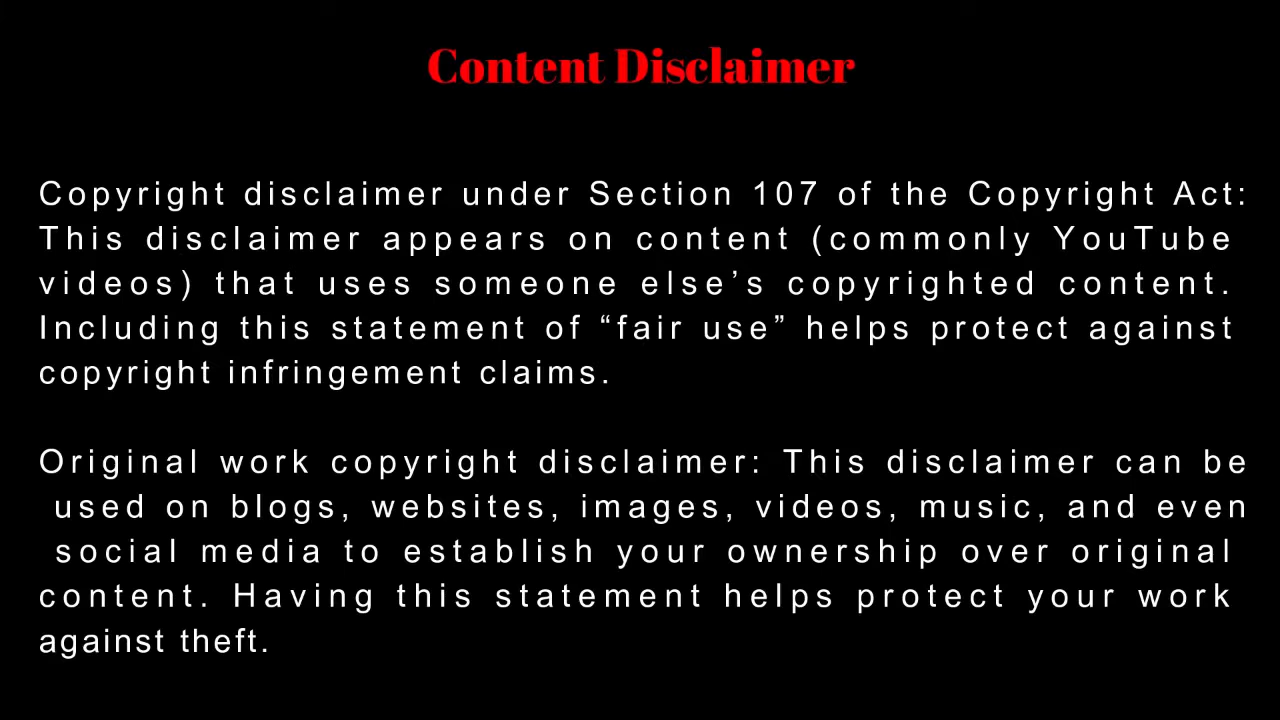 Content Disclaimer
Copyright disclaimer under Section 107 of the Copyright Act:
This disclaimer appears on content (commonly YouTube
videos) that uses someone else’s copyrighted content.
Including this statement of “fair use” helps protect against
copyright infringement claims.
Original work copyright disclaimer: This disclaimer can be
used on blogs, websites, images, videos, music, and even
social media to establish your ownership over original
content. Having this statement helps protect your work
against theft.